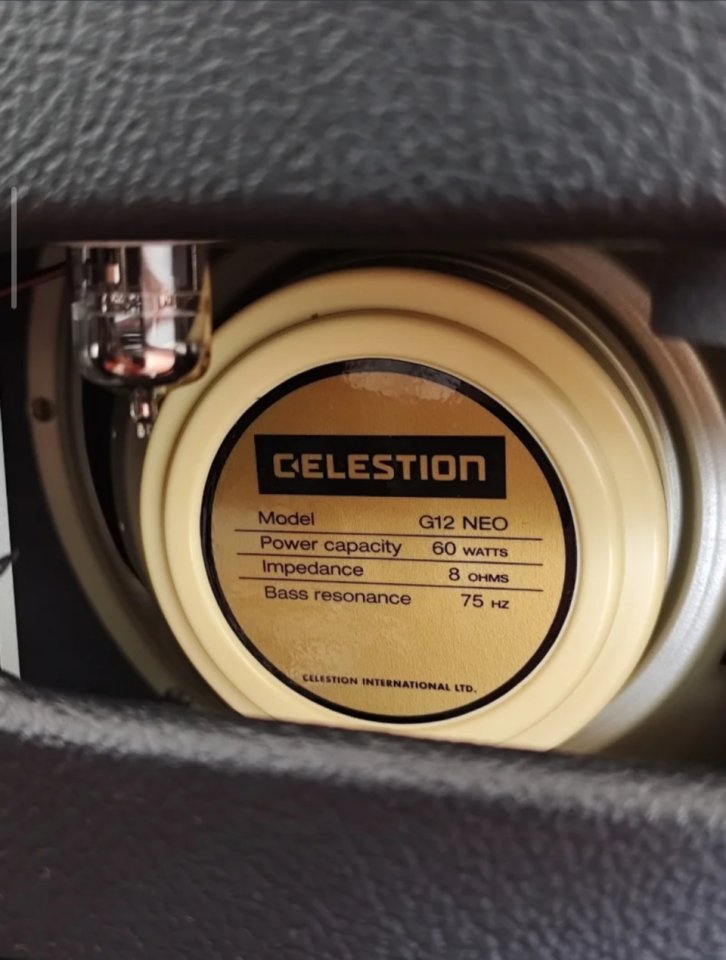 CELESTION
Model G12 NEO
Power capacity 60 WATTS
Impedance 8 OHMS
Bass resonance 75 HZ
CELESTION INTERNATIONAL LTD.